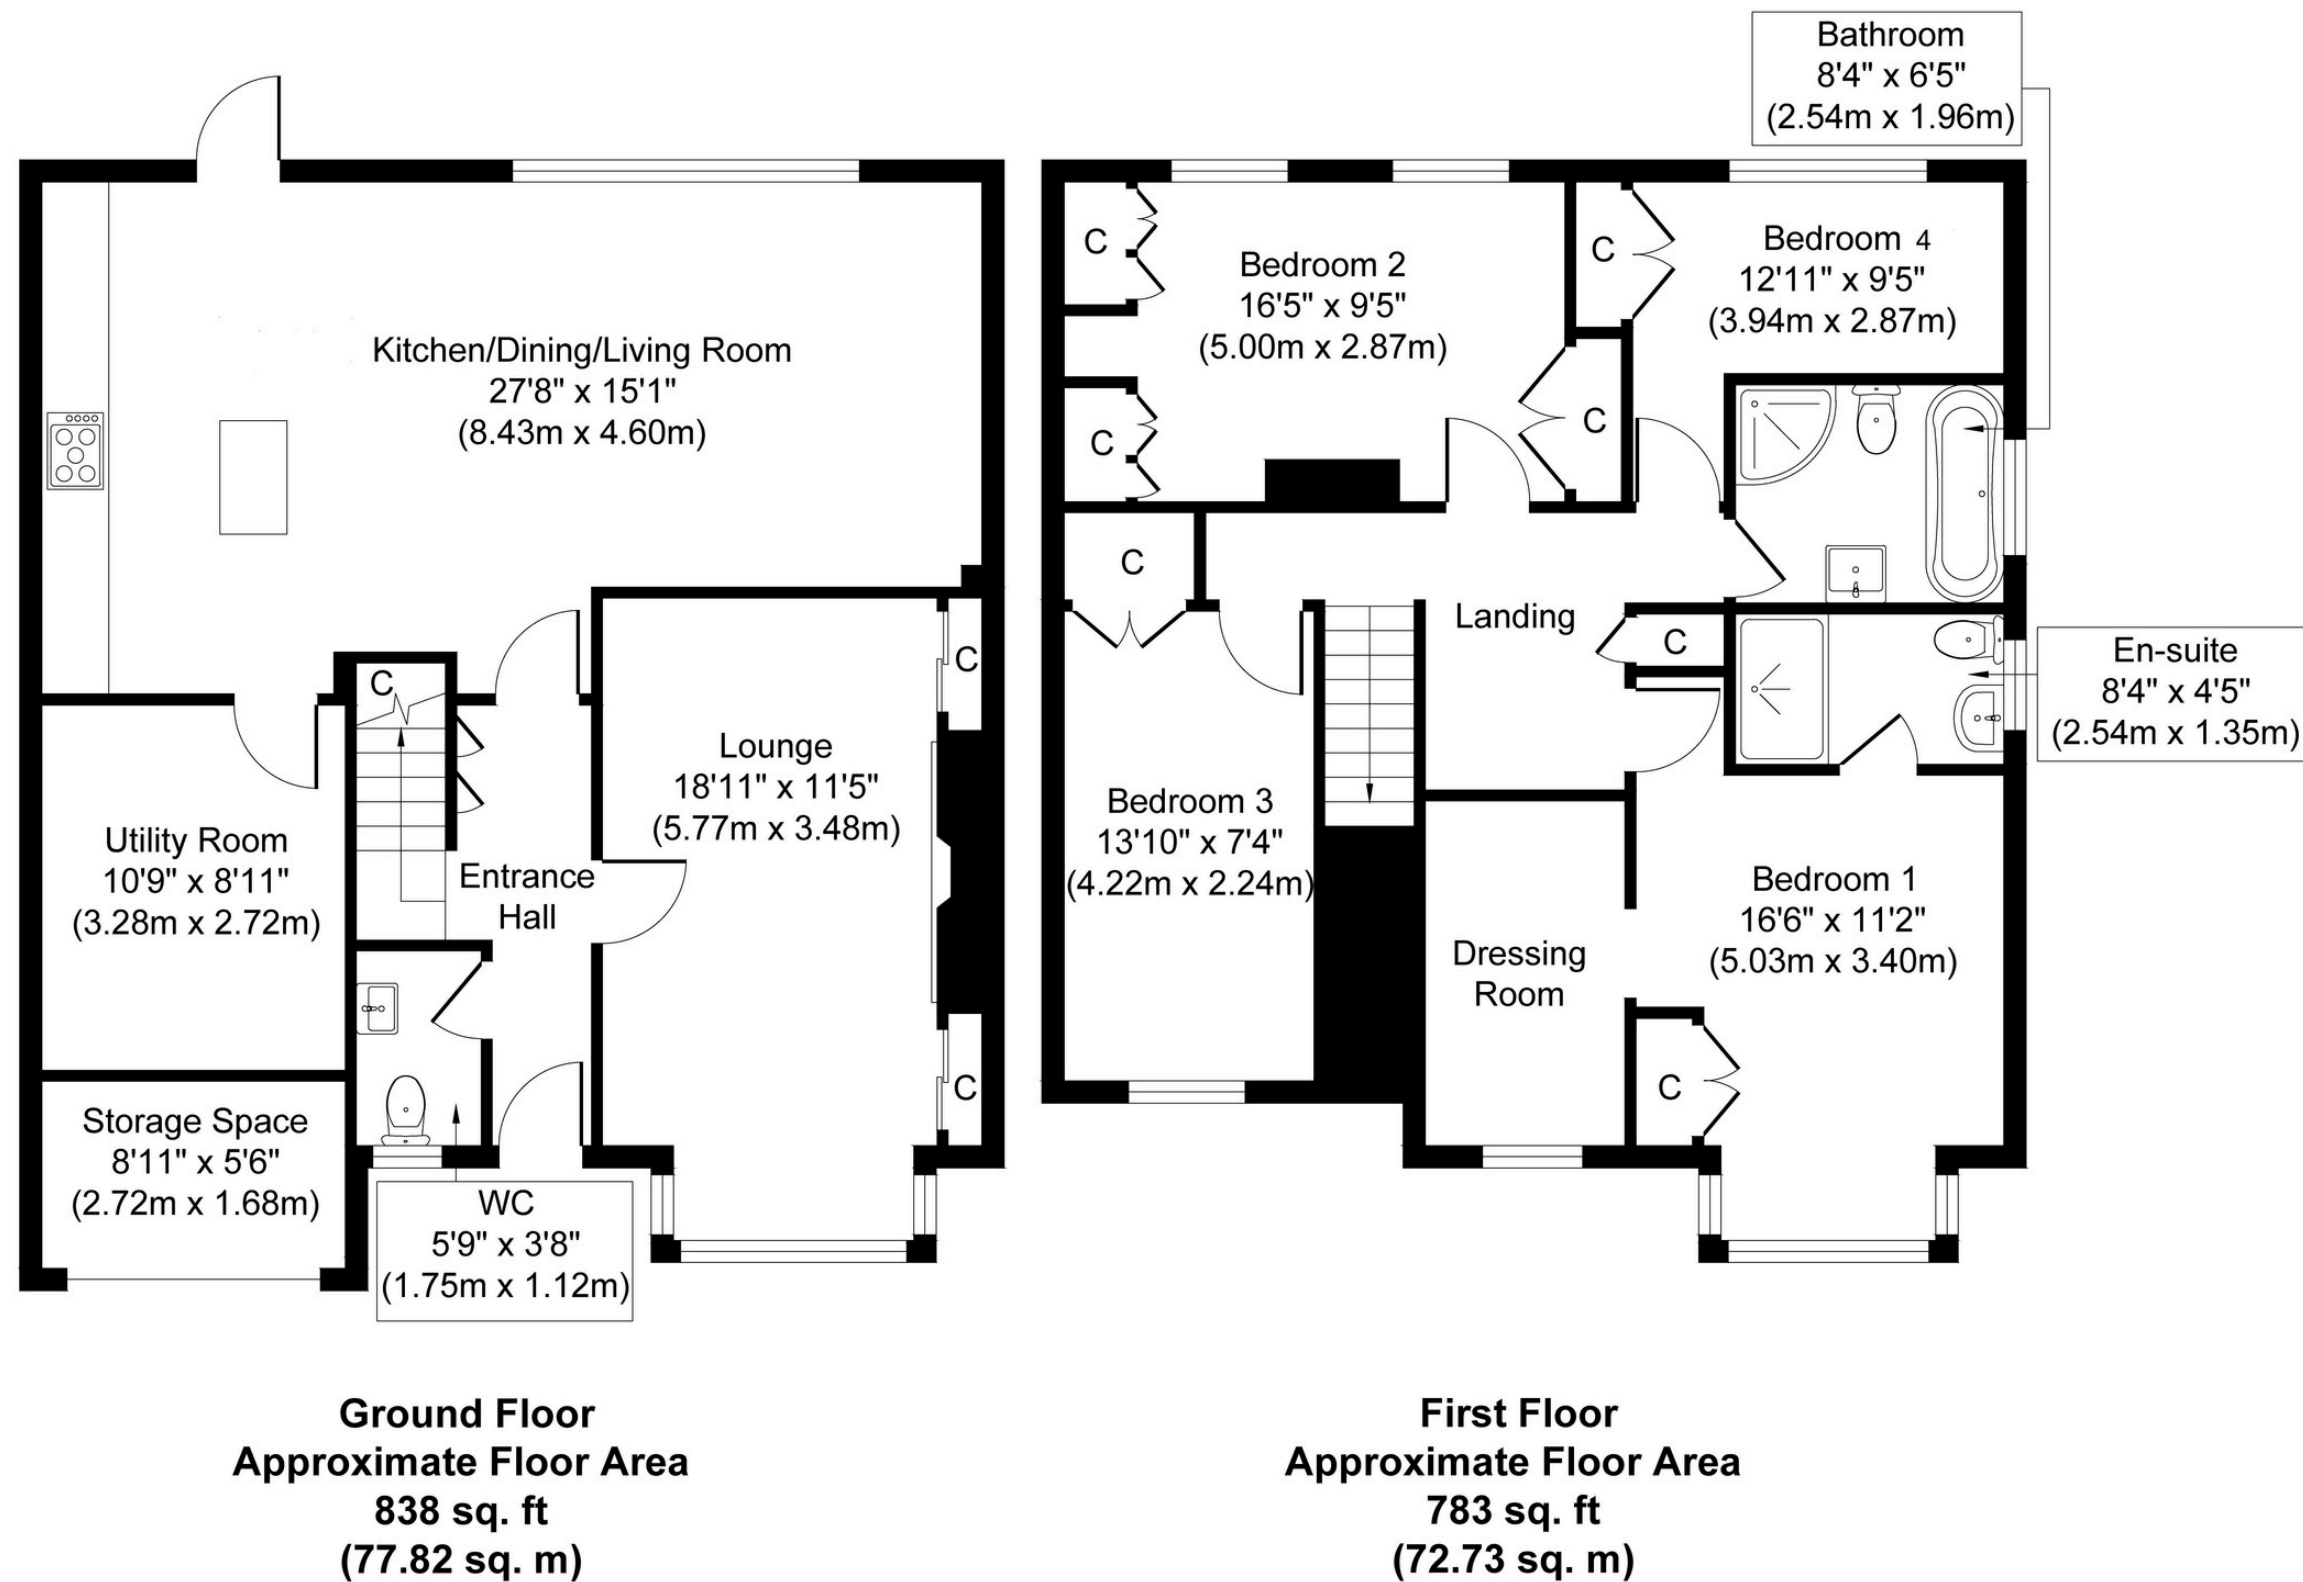 Kitchen/Dining/Living Room
27'8" x 15'1"
(8.43m x 4.60m)
C
Lounge
18'11" x 11'5"
(5.77m x 3.48m)
C
C
Utility Room
10'9" x 8'11"
(3.28m x 2.72m)
Entrance
Hall
Storage Space
8'11" x 5'6"
(2.72m x 1.68m)
WC
5'9" x 3'8"
(1.75m x 1.12m)
Ground Floor
Approximate Floor Area
838 sq. ft
(77.82 sq. m)
Bathroom
8'4" x 6'5"
(2.54m x 1.96m)
C
Bedroom 2
16'5" x 9'5"
(5.00m x 2.87m)
C
C
C
Bedroom 4
12'11" x 9'5"
(3.94m x 2.87m)
C
Landing
C
En-suite
8'4" x 4'5"
(2.54m x 1.35m)
Bedroom 3
13'10" x 7'4"
(4.22m x 2.24m)
Dressing
Room
Bedroom 1
16'6" x 11'2"
(5.03m x 3.40m)
C
First Floor
Approximate Floor Area
783 sq. ft
(72.73 sq. m)